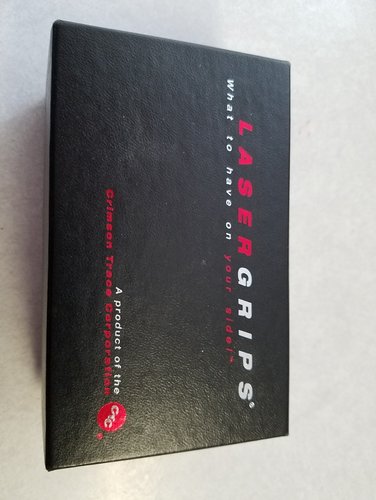 LASERGRIPS®
What to have on your side!™
A product of the
Crimson Trace Corporation
CTC®